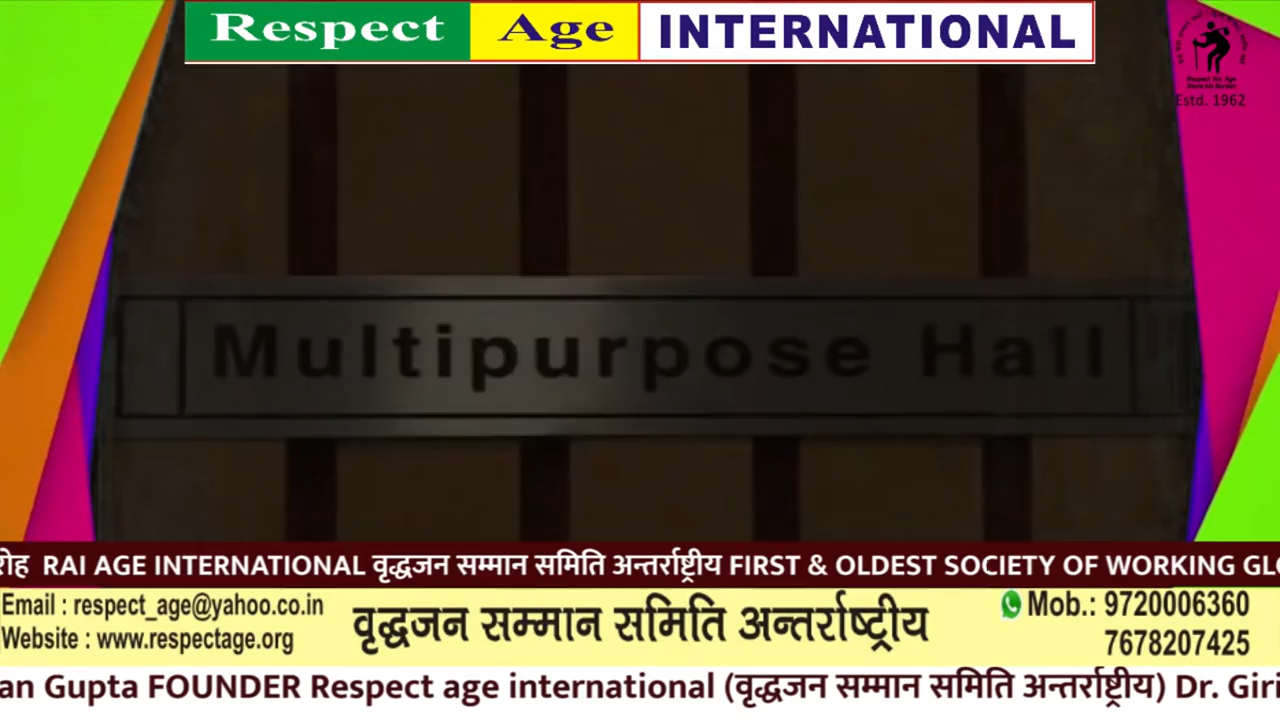 Respect Age INTERNATIONAL
Estd. 1962
Multipurpose Hall
RAI AGE INTERNATIONAL वृद्धजन सम्मान समिति अन्तर्राष्ट्रीय FIRST & OLDEST SOCIETY OF WORKING
Email : respect_age@yahoo.co.in
Website : www.respectage.org
वृद्धजन सम्मान समिति अन्तर्राष्ट्रीय
Mob.: 9720006360
7678207425
Gupta FOUNDER Respect age international (वृद्धजन सम्मान समिति अन्तर्राष्ट्रीय) Dr.